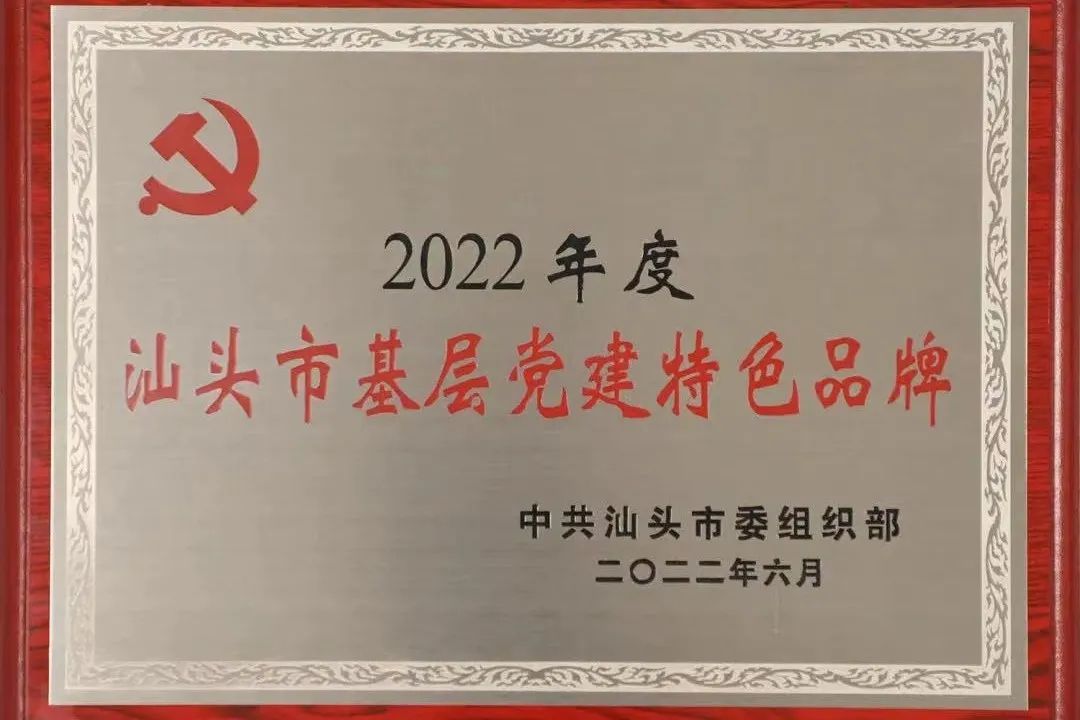 2022年度
汕头市基层党建特色品牌
中共汕头市委组织部
二〇二二年六月